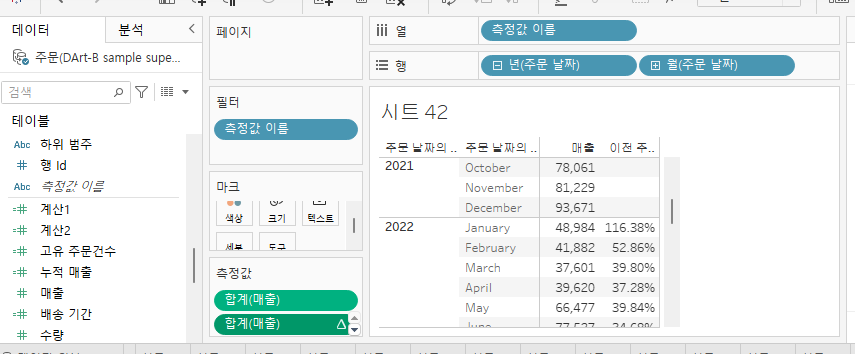 데이터
분석
<
주문(DArt-B sample supe...
검색
테이블
Abc 하위 범주
# 행 Id
Abc 측정값 이름
=# 계산1
=# 계산2
=# 고유 주문건수
=# 누적 매출
# 매출
=# 배송 기간
# 수량
페이지
필터
측정값 이름
마크
색상
크기
텍스트
측정값
합계(매출)
합계(매출) Δ
열 측정값 이름
행 년(주문 날짜) 월(주문 날짜)
시트 42
주문 날짜의 .. 주문 날짜의 .. 매출 이전 주..
2021 October 78,061
November 81,229
December 93,671
2022 January 48,984 116.38%
February 41,882 52.86%
March 37,601 39.80%
April 39,620 37.28%
May 66,477 39.84%